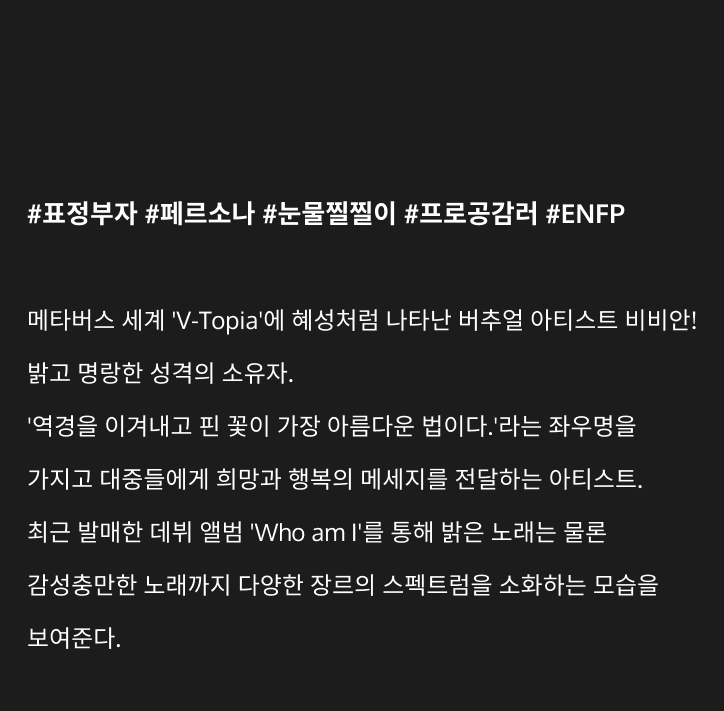 #표정부자 #페르소나 #눈물찔찔이 #프로공감러 #ENFP
메타버스 세계 'V-Topia'에 혜성처럼 나타난 버추얼 아티스트 비비안!
밝고 명랑한 성격의 소유자.
'역경을 이겨내고 핀 꽃이 가장 아름다운 법이다.'라는 좌우명을
가지고 대중들에게 희망과 행복의 메세지를 전달하는 아티스트.
최근 발매한 데뷔 앨범 'Who am I'를 통해 밝은 노래는 물론
감성충만한 노래까지 다양한 장르의 스펙트럼을 소화하는 모습을
보여준다.